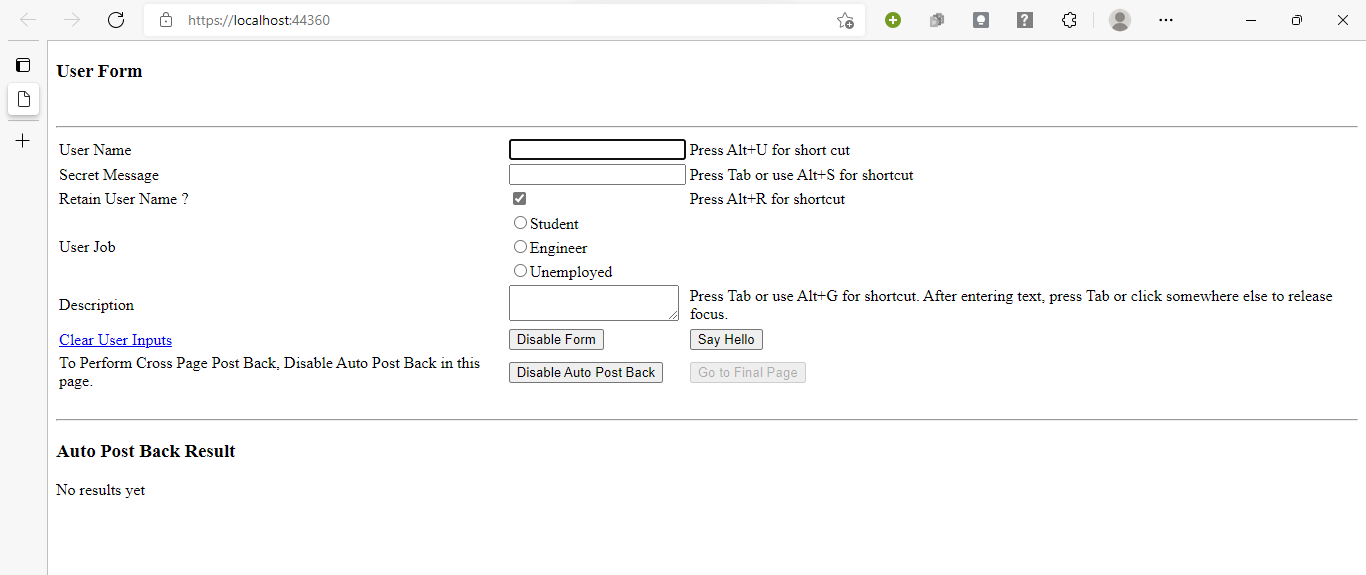 https://localhost:44360
User Form
User Name Press Alt+U for short cut
Secret Message Press Tab or use Alt+S for shortcut
Retain User Name ? Press Alt+R for shortcut
Student
User Job Engineer
Unemployed
Description Press Tab or use Alt+G for shortcut. After entering text, press Tab or click somewhere else to release
focus.
Clear User Inputs Disable Form Say Hello
To Perform Cross Page Post Back, Disable Auto Post Back in this
page.
Disable Auto Post Back Go to Final Page
Auto Post Back Result
No results yet